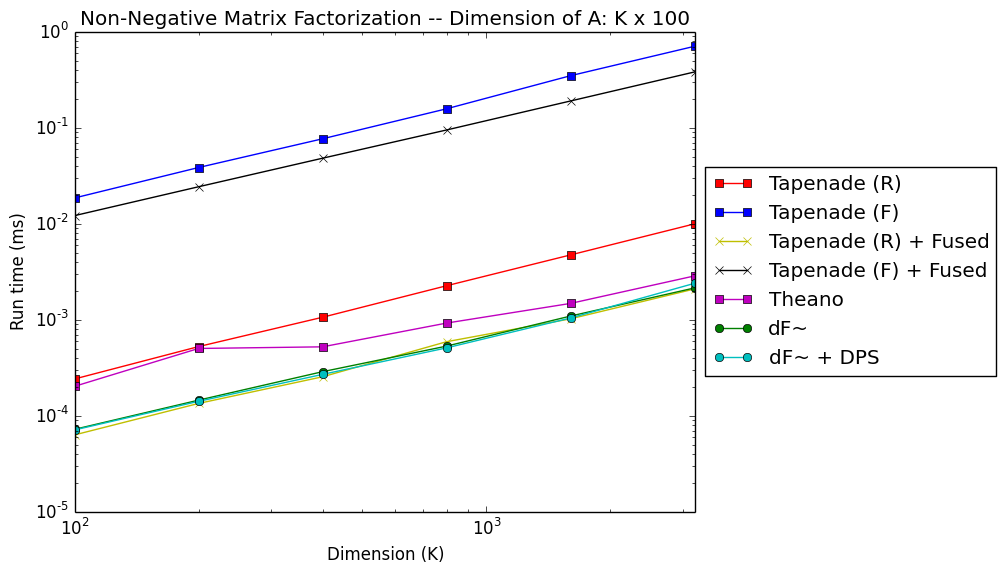 Non-Negative Matrix Factorization -- Dimension of A: K x 100
10^0
10^-1
10^-2
10^-3
10^-4
10^-5
Run time (ms)
10^2
10^3
Dimension (K)
Tapenade (R)
Tapenade (F)
Tapenade (R) + Fused
Tapenade (F) + Fused
Theano
dF~
dF~ + DPS